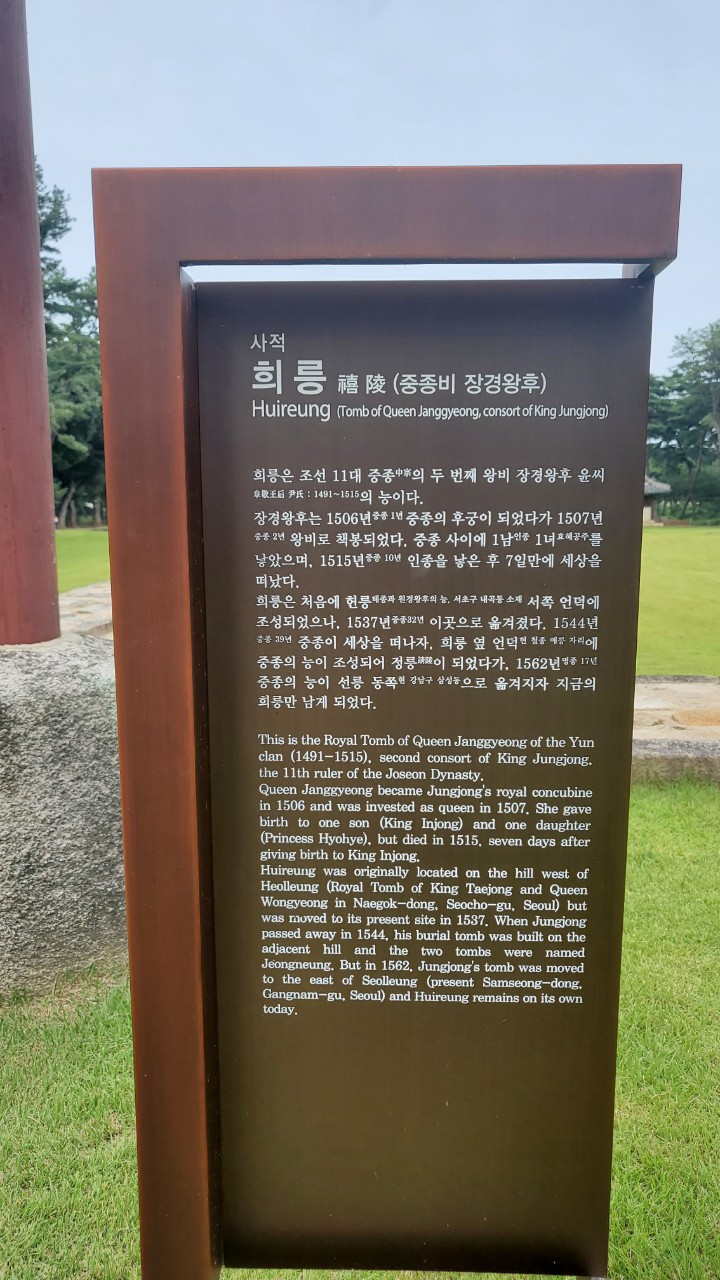 사적
희릉 禧陵 (중종비 장경왕후)
Huireung (Tomb of Queen Janggyeong, consort of King Jungjong)
희릉은 조선 11대 중종中宗의 두 번째 왕비 장경왕후 윤씨
章敬王后 尹氏 : 1491~1515의 능이다.
장경왕후는 1506년중종 1년 중종의 후궁이 되었다가 1507년
중종 2년 왕비로 책봉되었다. 중종 사이에 1남인종 1녀효혜공주를
낳았으며, 1515년중종 10년 인종을 낳은 후 7일만에 세상을
떠났다.
희릉은 처음에 헌릉태종과 원경왕후의 능. 서초구 내곡동 소재 서쪽 언덕에
조성되었으나, 1537년중종32년 이곳으로 옮겨졌다. 1544년
중종 39년 중종이 세상을 떠나자, 희릉 옆 언덕현 철종 예릉 자리에
중종의 능이 조성되어 정릉靖陵이 되었다가, 1562년명종 17년
중종의 능이 선릉 동쪽현 강남구 삼성동으로 옮겨지자 지금의
희릉만 남게 되었다.
This is the Royal Tomb of Queen Janggyeong of the Yun
clan (1491-1515), second consort of King Jungjong,
the 11th ruler of the Joseon Dynasty.
Queen Janggyeong became Jungjong's royal concubine
in 1506 and was invested as queen in 1507. She gave
birth to one son (King Injong) and one daughter
(Princess Hyohye), but died in 1515, seven days after
giving birth to King Injong.
Huireung was originally located on the hill west of
Heolleung (Royal Tomb of King Taejong and Queen
Wongyeong in Naegok-dong, Seocho-gu, Seoul) but
was moved to its present site in 1537. When Jungjong
passed away in 1544, his burial tomb was built on the
adjacent hill and the two tombs were named
Jeongneung. But in 1562, Jungjong's tomb was moved
to the east of Seolleung (present Samseong-dong,
Gangnam-gu, Seoul) and Huireung remains on its own
today.